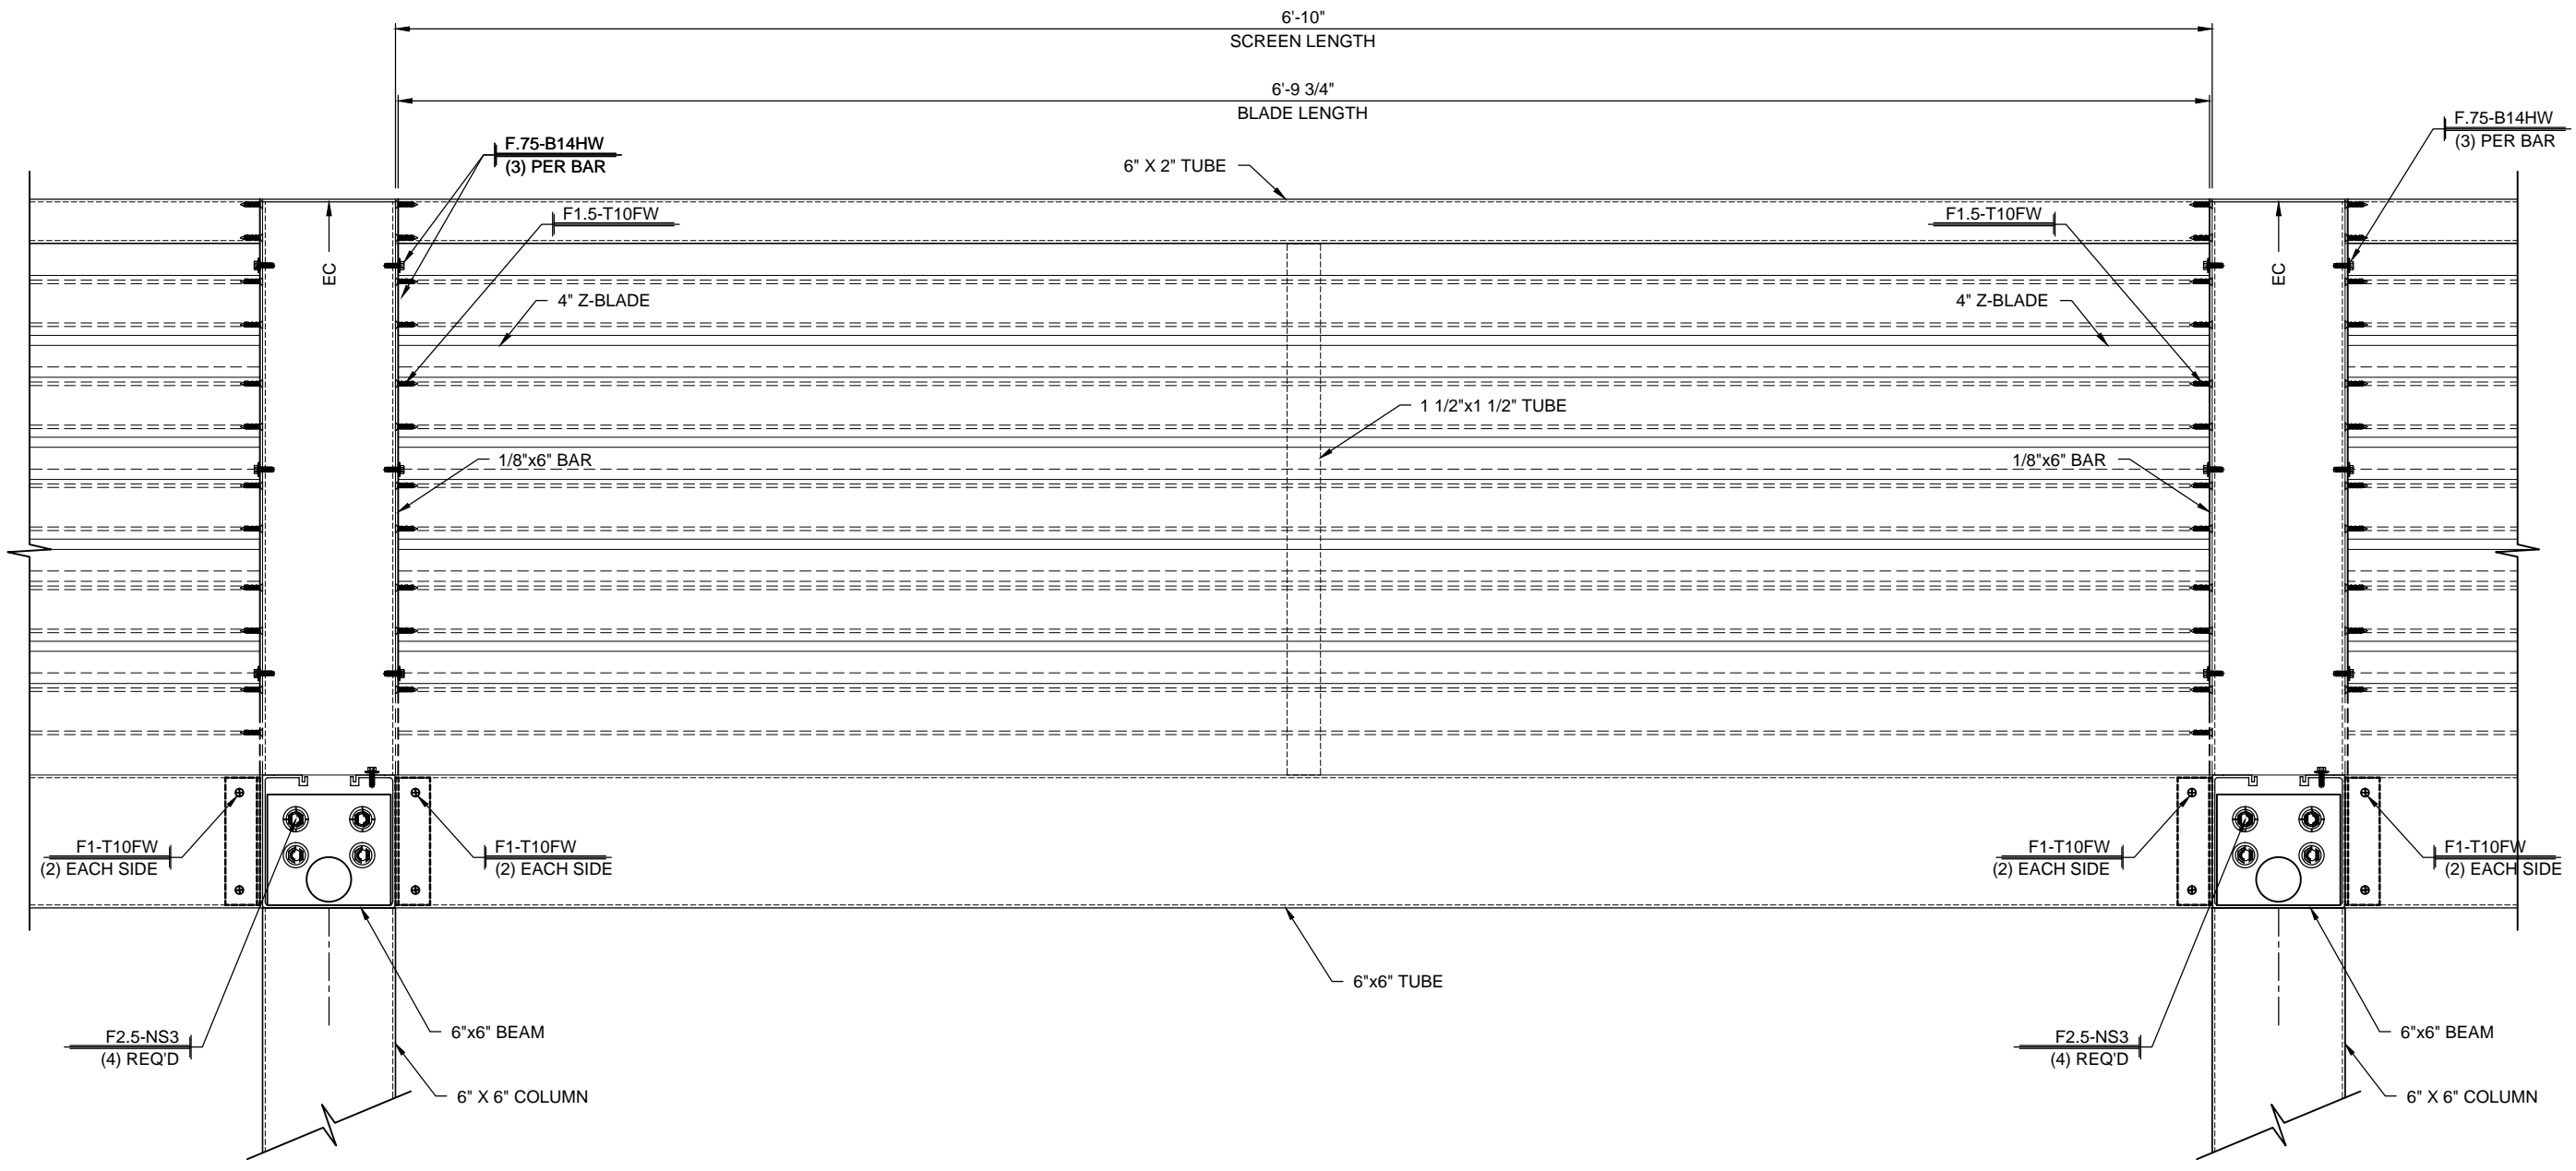 6'-10"
SCREEN LENGTH
6'-9 3/4"
BLADE LENGTH
F.75-B14HW
(3) PER BAR
6" X 2" TUBE
F.75-B14HW
(3) PER BAR
F1.5-T10FW
F1.5-T10FW
EC
EC
4" Z-BLADE
4" Z-BLADE
1 1/2"x1 1/2" TUBE
1/8"x6" BAR
1/8"x6" BAR
F1-T10FW
(2) EACH SIDE
F1-T10FW
(2) EACH SIDE
F1-T10FW
(2) EACH SIDE
F1-T10FW
(2) EACH SIDE
6"x6" TUBE
F2.5-NS3
(4) REQ'D
6"x6" BEAM
F2.5-NS3
(4) REQ'D
6"x6" BEAM
6" X 6" COLUMN
6" X 6" COLUMN